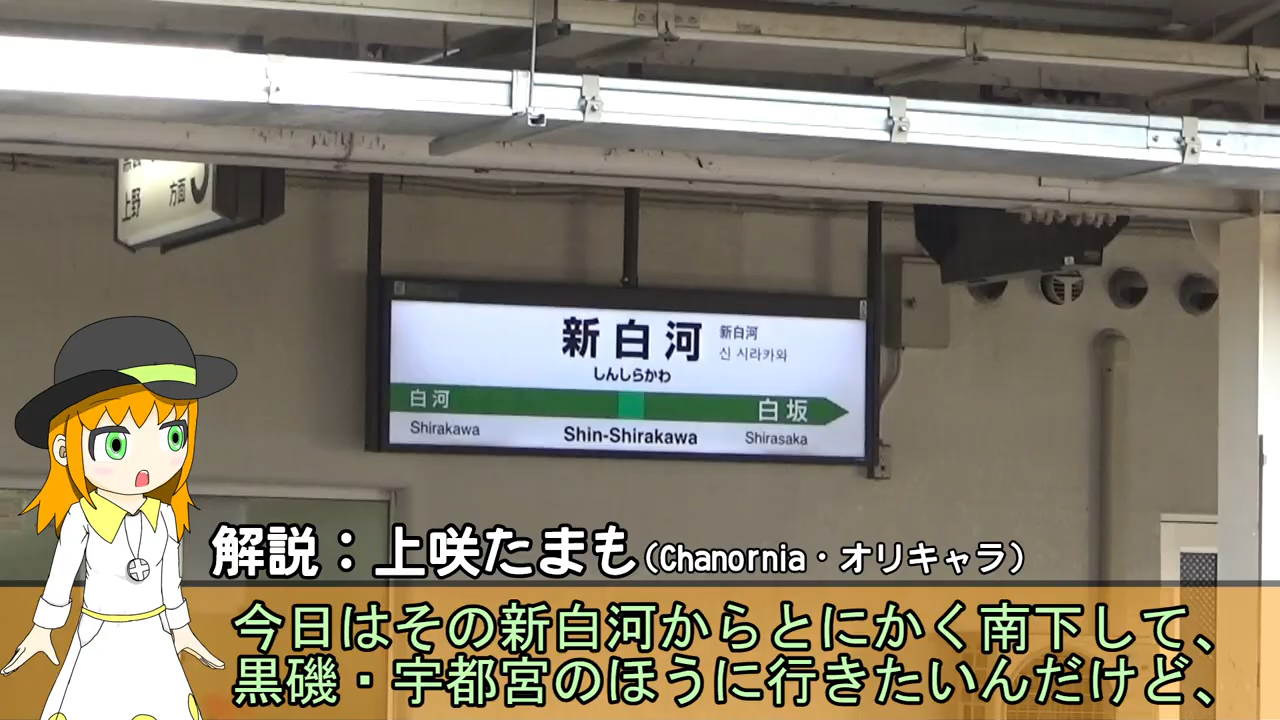 上野 方面 5
新白河
新白河
신 시라카와
しんしらかわ
白河 白坂
Shirakawa Shin-Shirakawa Shirasaka
解説：上咲たまも(Chanornia・オリキャラ)
今日はその新白河からとにかく南下して、
黒磯・宇都宮のほうに行きたいんだけど、